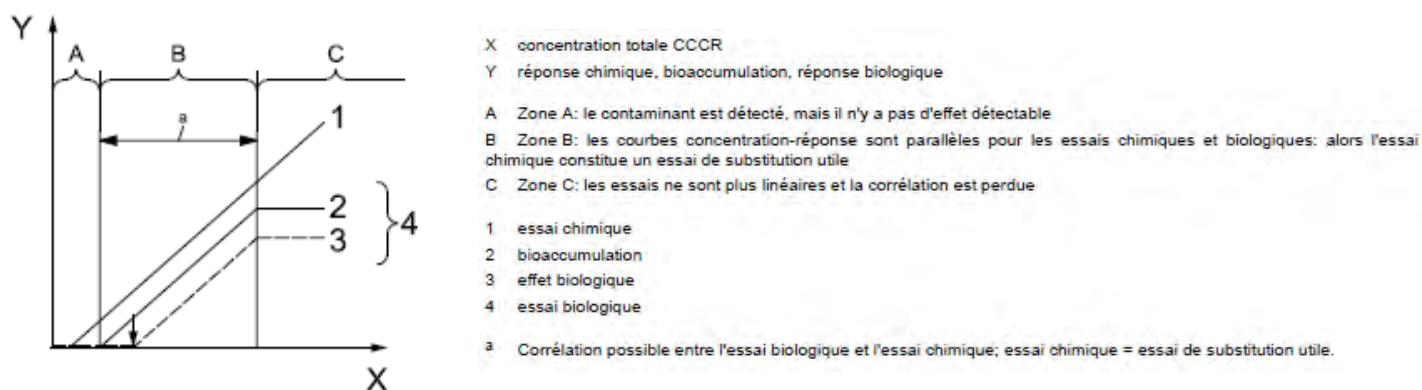 Y
A
B
C
a
1
2
3
4
X
X concentration totale CCCR
Y réponse chimique, bioaccumulation, réponse biologique
A Zone A: le contaminant est détecté, mais il n'y a pas d'effet détectable
B Zone B: les courbes concentration-réponse sont parallèles pour les essais chimiques et biologiques: alors l'essai
chimique constitue un essai de substitution utile
C Zone C: les essais ne sont plus linéaires et la corrélation est perdue
1 essai chimique
2 bioaccumulation
3 effet biologique
4 essai biologique
a Corrélation possible entre l'essai biologique et l'essai chimique; essai chimique = essai de substitution utile.